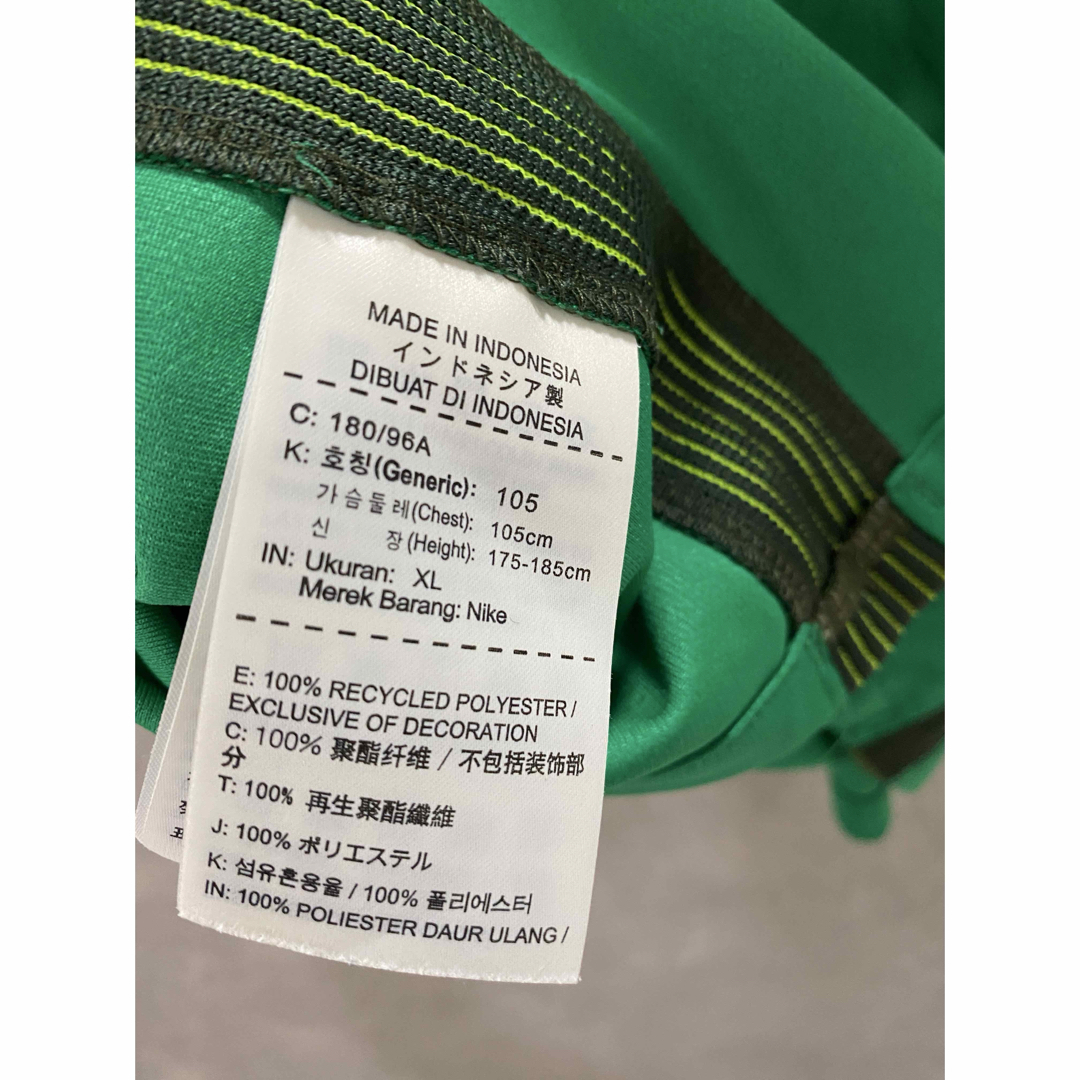 MADE IN INDONESIA
インドネシア製
DIBUAT DI INDONESIA
C: 180/96A
K: 호칭(Generic): 105
가슴둘레(Chest): 105cm
신 장(Height): 175-185cm
IN: Ukuran: XL
Merek Barang: Nike
E: 100% RECYCLED POLYESTER /
EXCLUSIVE OF DECORATION
C: 100% 聚酯纤维 / 不包括装饰部
分
T: 100% 再生聚酯纖維
J: 100% ポリエステル
K: 섬유혼용율 / 100% 폴리에스터
IN: 100% POLIESTER DAUR ULANG /